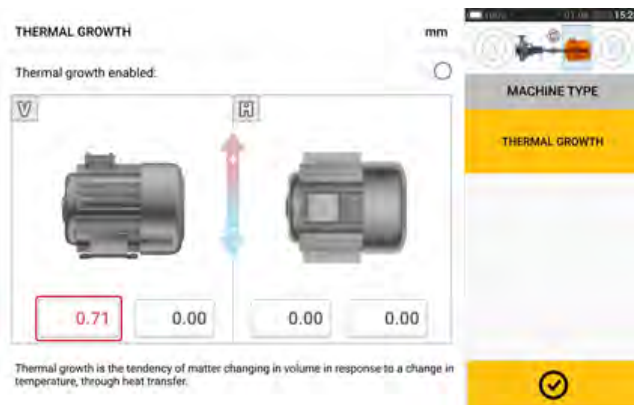 THERMAL GROWTH mm
Thermal growth enabled:
V H
0.71 0.00 0.00 0.00
Thermal growth is the tendency of matter changing in volume in response to a change in
temperature, through heat transfer.
MACHINE TYPE
THERMAL GROWTH